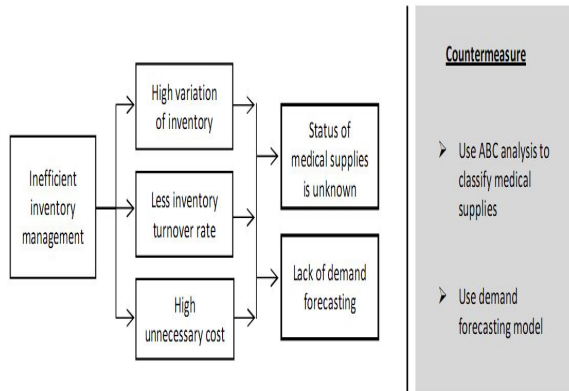 Inefficient
inventory
management
High variation
of inventory
Less inventory
turnover rate
High
unnecessary cost
Status of
medical supplies
is unknown
Lack of demand
forecasting
Countermeasure
➢ Use ABC analysis to
classify medical
supplies
➢ Use demand
forecasting model